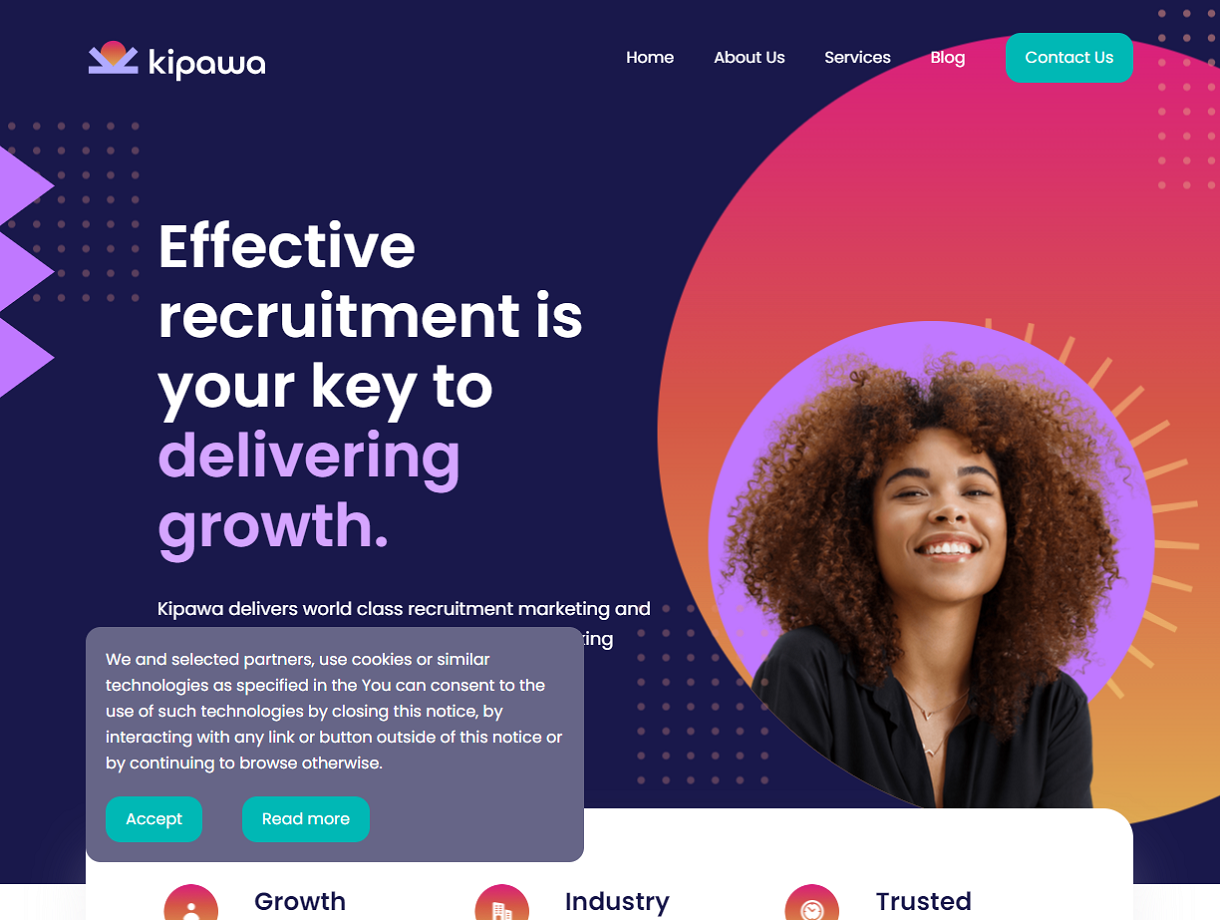 kipawa
Home
About Us
Services
Blog
Contact Us
Effective
recruitment is
your key to
delivering
growth.
Kipawa delivers world class recruitment marketing and
We and selected partners, use cookies or similar
technologies as specified in the You can consent to the
use of such technologies by closing this notice, by
interacting with any link or button outside of this notice or
by continuing to browse otherwise.
Accept
Read more
Growth
Industry
Trusted